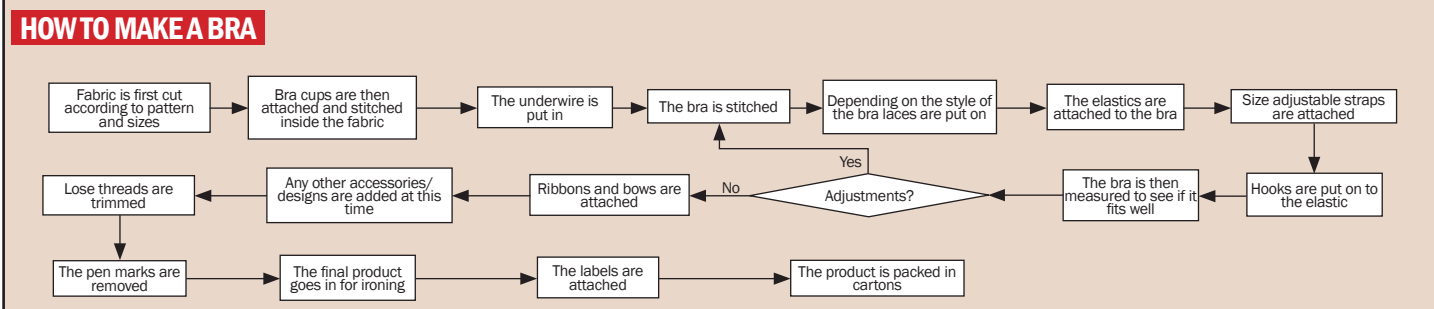 HOW TO MAKE A BRA
Fabric is first cut
according to pattern
and sizes
Bra cups are then
attached and stitched
inside the fabric
The underwire is
put in
The bra is stitched
Depending on the style of
the bra laces are put on
The elastics are
attached to the bra
Size adjustable straps
are attached
Hooks are put on to
the elastic
The bra is then
measured to see if it
fits well
Adjustments?
Yes
No
Ribbons and bows are
attached
Any other accessories/
designs are added at this
time
Lose threads are
trimmed
The pen marks are
removed
The final product
goes in for ironing
The labels are
attached
The product is packed in
cartons